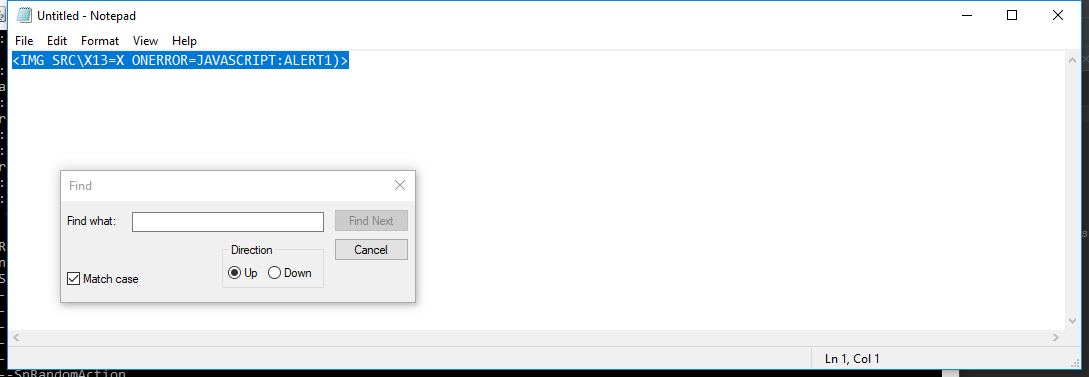 Untitled - Notepad
File Edit Format View Help
<IMG SRC\X13=X ONERROR=JAVASCRIPT:ALERT1)>
Find
Find what:
Find Next
Direction
Cancel
Up Down
Match case
Ln 1, Col 1
--SnRandomAction